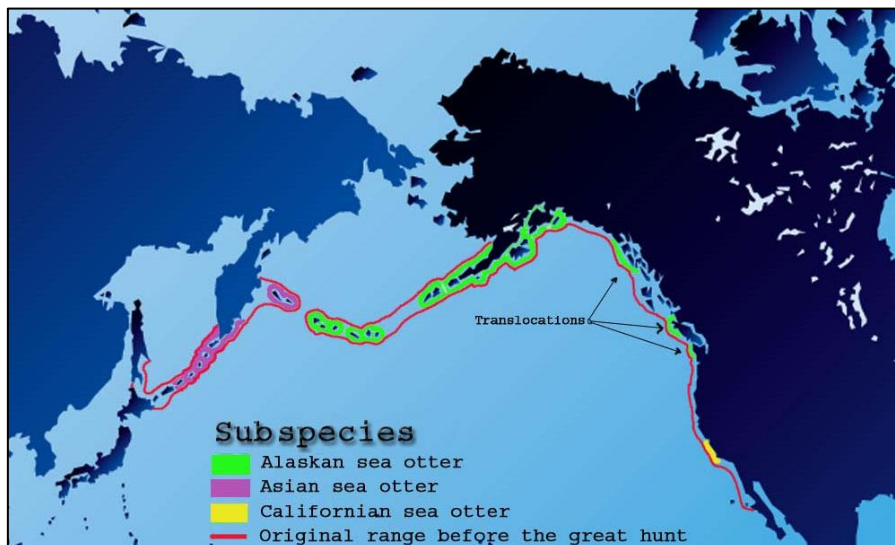 Translocations
Subspecies
Alaskan sea otter
Asian sea otter
Californian sea otter
Original range before the great hunt